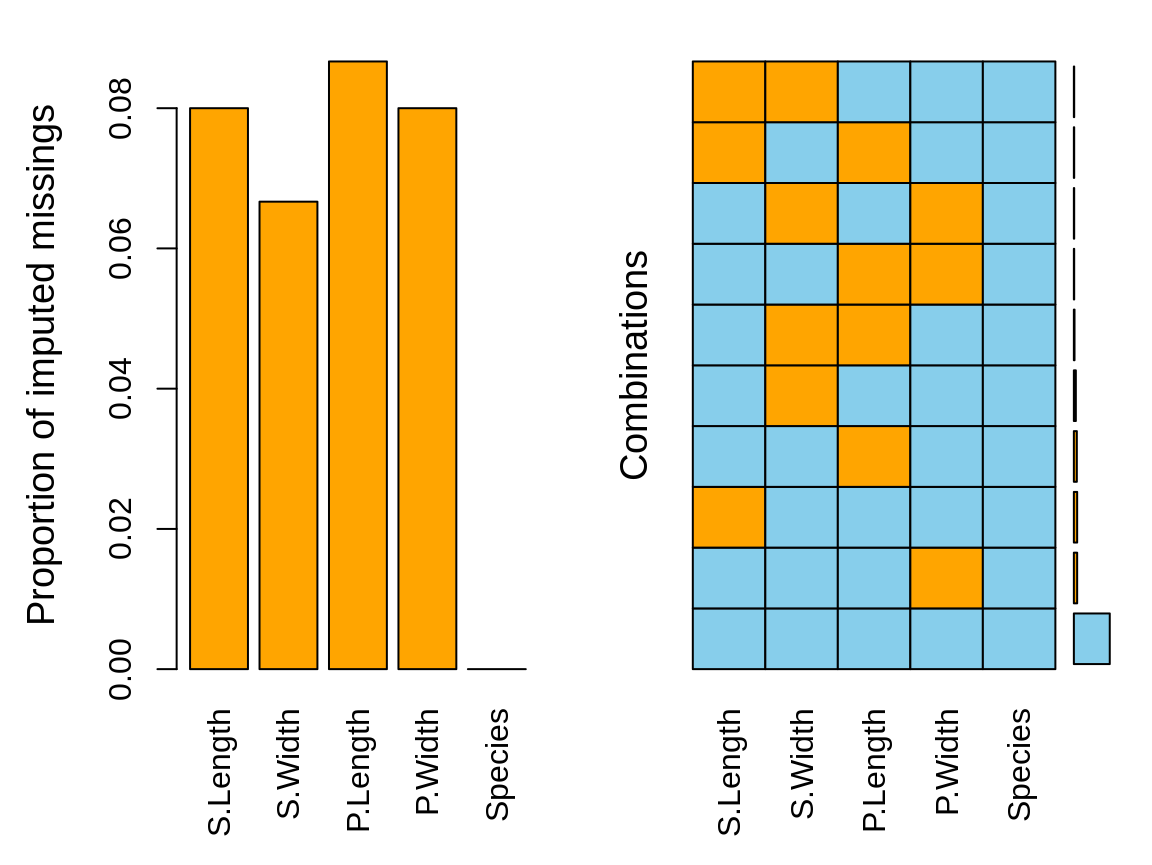 Proportion of imputed missings
0.08
0.06
0.04
0.02
0.00
S.Length
S.Width
P.Length
P.Width
Species
Combinations
S.Length
S.Width
P.Length
P.Width
Species